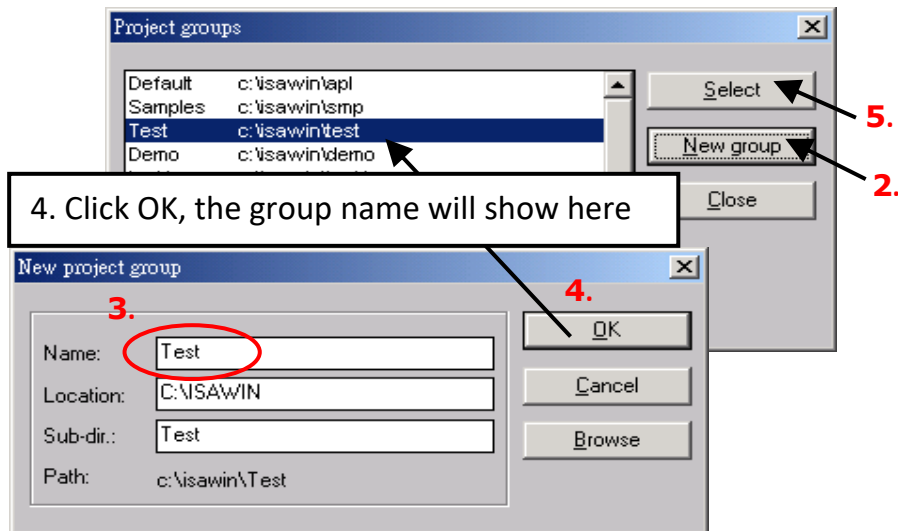 Project groups
Default c:\isawin\apl
Samples c:\isawin\smp
Test c:\isawin\test
Demo c:\isawin\demo
Select
5.
New group
2.
Close
4. Click OK, the group name will show here
New project group
3.
4.
Name: Test
Location: C:\ISAWIN
Sub-dir.: Test
Path: c:\isawin\Test
OK
Cancel
Browse